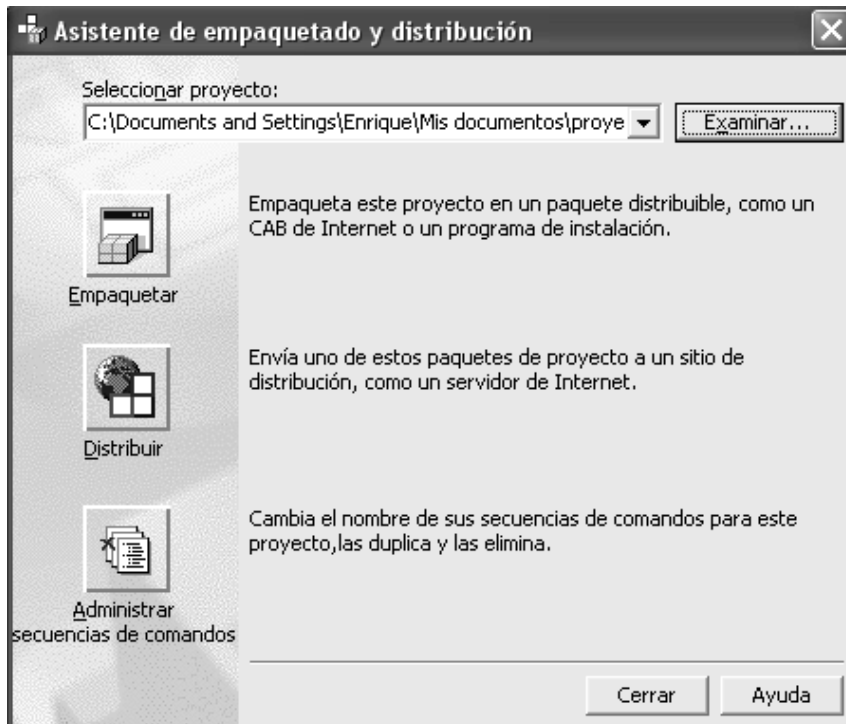 Asistente de empaquetado y distribución
Seleccionar proyecto:
C:\Documents and Settings\Enrique\Mis documentos\proye
Examinar...
Empaqueta este proyecto en un paquete distribuible, como un
CAB de Internet o un programa de instalación.
Empaquetar
Envía uno de estos paquetes de proyecto a un sitio de
distribución, como un servidor de Internet.
Distribuir
Cambia el nombre de sus secuencias de comandos para este
proyecto,las duplica y las elimina.
Administrar
secuencias de comandos
Cerrar
Ayuda